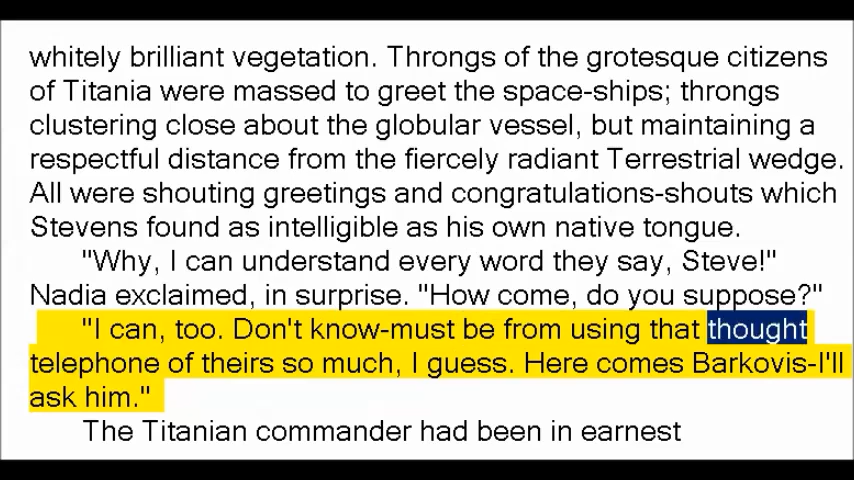 whitely brilliant vegetation. Throngs of the grotesque citizens
of Titania were massed to greet the space-ships; throngs
clustering close about the globular vessel, but maintaining a
respectful distance from the fiercely radiant Terrestrial wedge.
All were shouting greetings and congratulations-shouts which
Stevens found as intelligible as his own native tongue.
"Why, I can understand every word they say, Steve!"
Nadia exclaimed, in surprise. "How come, do you suppose?"
"I can, too. Don't know-must be from using that thought
telephone of theirs so much, I guess. Here comes Barkovis-I'll
ask him."
The Titanian commander had been in earnest